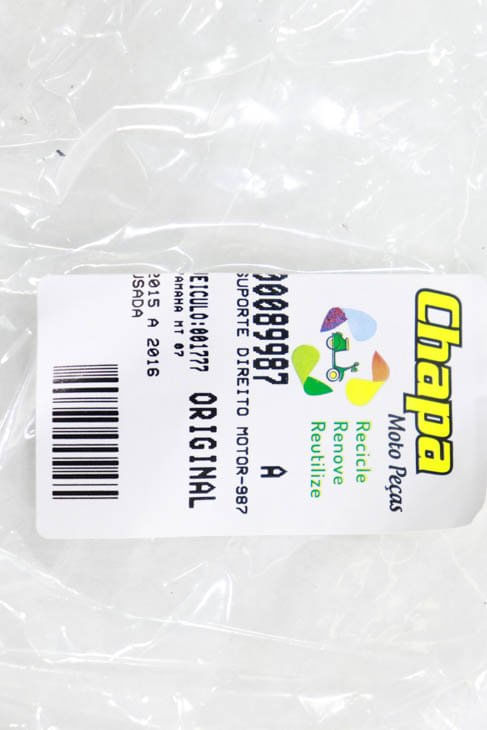 Chapa
Moto Peças
Recicle
Renove
Reutilize
00089987 A
SUPORTE DIREITO MOTOR-987
VEICULO:001777 ORIGINAL
YAMAHA MT 07
2015 A 2016
USADA